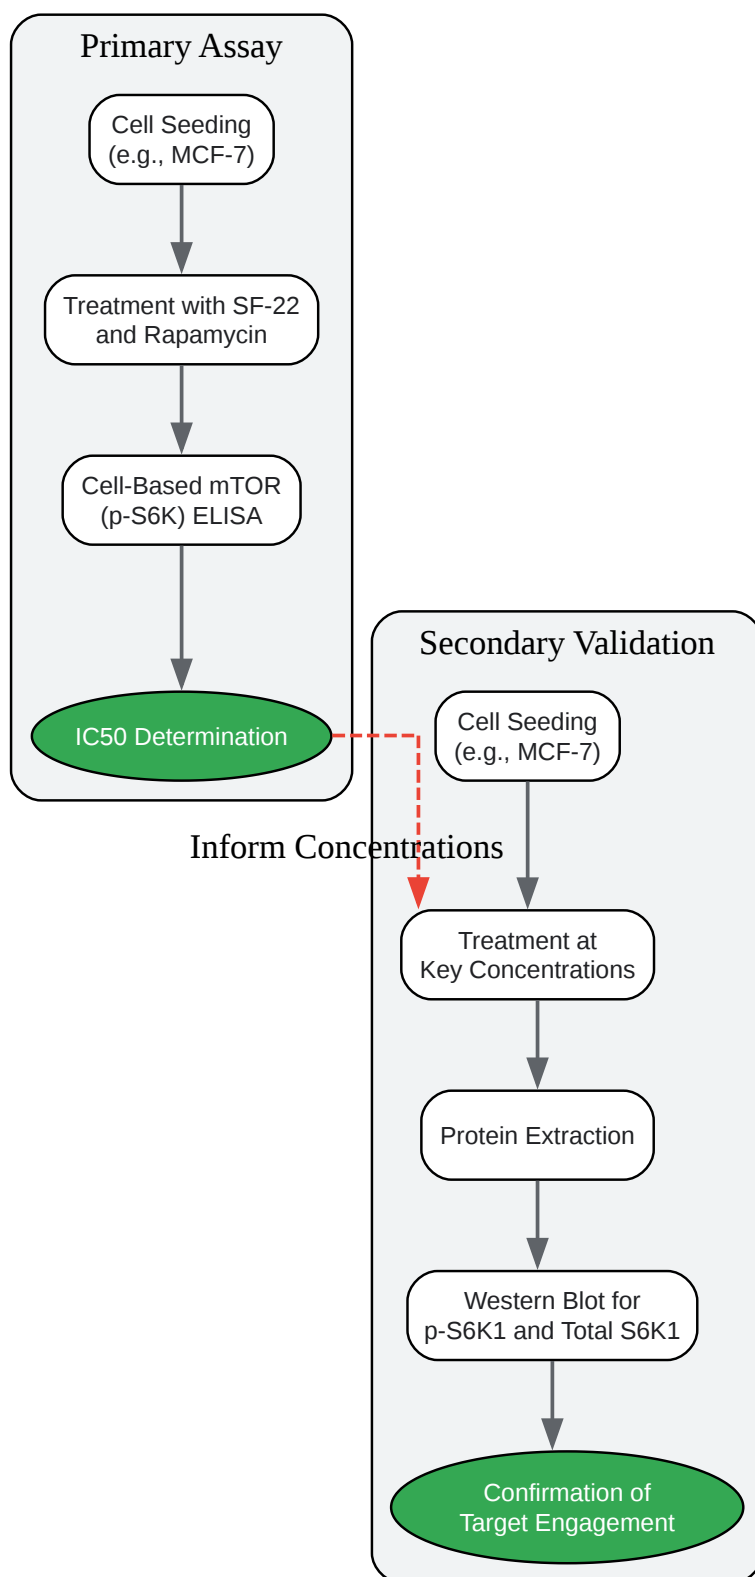 Primary Assay
Cell Seeding
(e.g., MCF-7)
Treatment with SF-22
and Rapamycin
Cell-Based mTOR
(p-S6K) ELISA
IC50 Determination
Inform Concentrations
Secondary Validation
Cell Seeding
(e.g., MCF-7)
Treatment at
Key Concentrations
Protein Extraction
Western Blot for
p-S6K1 and Total S6K1
Confirmation of
Target Engagement